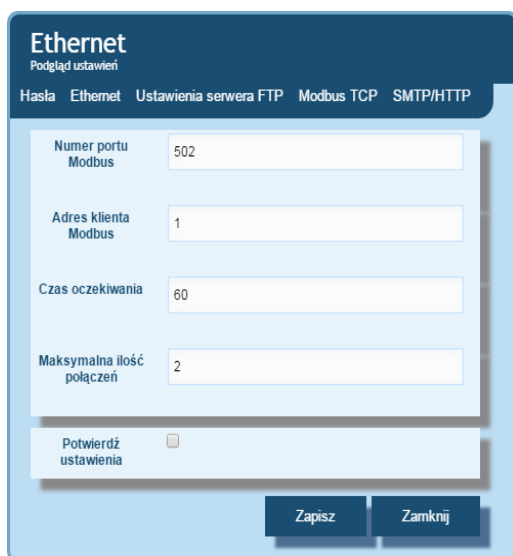 Ethernet
Podgląd ustawień
Hasła Ethernet Ustawienia serwera FTP Modbus TCP SMTP/HTTP
Numer portu
Modbus
502
Adres klienta
Modbus
1
Czas oczekiwania
60
Maksymalna ilość
połączeń
2
Potwierdź
ustawienia
Zapisz Zamknij